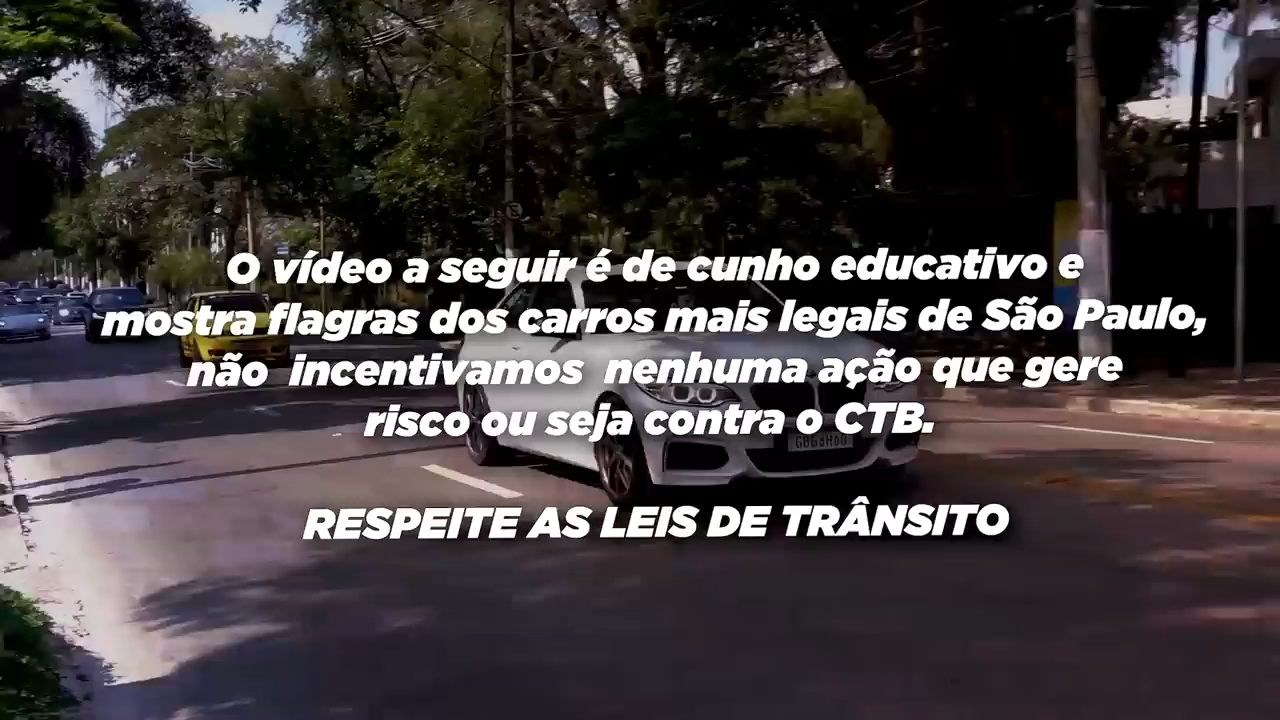 O vídeo a seguir é de cunho educativo e
mostra flagras dos carros mais legais de São Paulo,
não incentivamos nenhuma ação que gere
risco ou seja contra o CTB.
RESPEITE AS LEIS DE TRÂNSITO